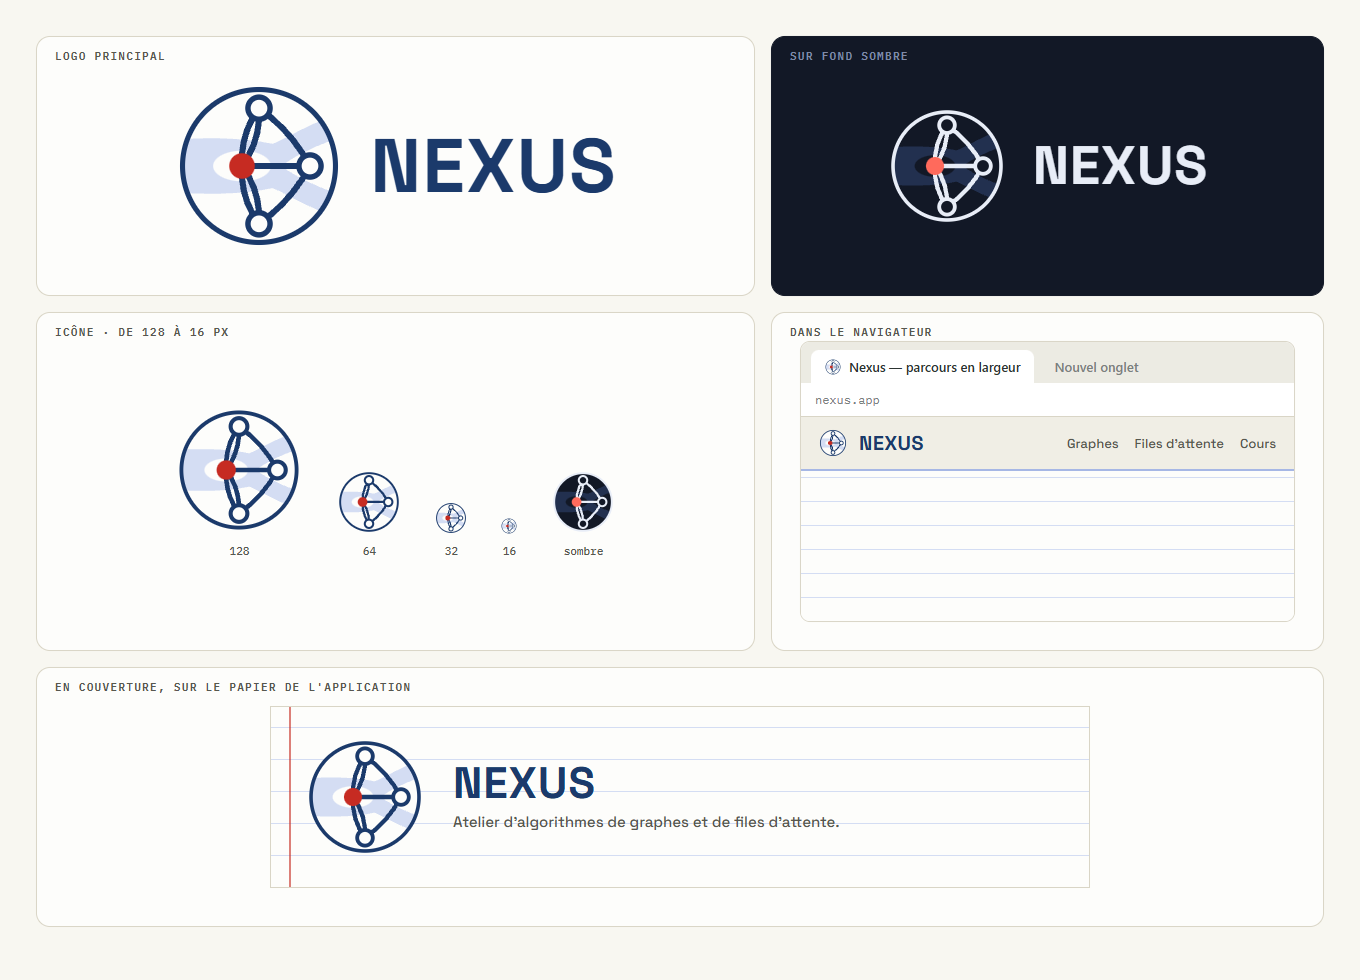 LOGO PRINCIPAL
NEXUS
SUR FOND SOMBRE
NEXUS
ICÔNE · DE 128 À 16 PX
128
64
32
16
sombre
DANS LE NAVIGATEUR
Nexus — parcours en largeur
Nouvel onglet
nexus.app
NEXUS
Graphes
Files d'attente
Cours
EN COUVERTURE, SUR LE PAPIER DE L'APPLICATION
NEXUS
Atelier d'algorithmes de graphes et de files d'attente.